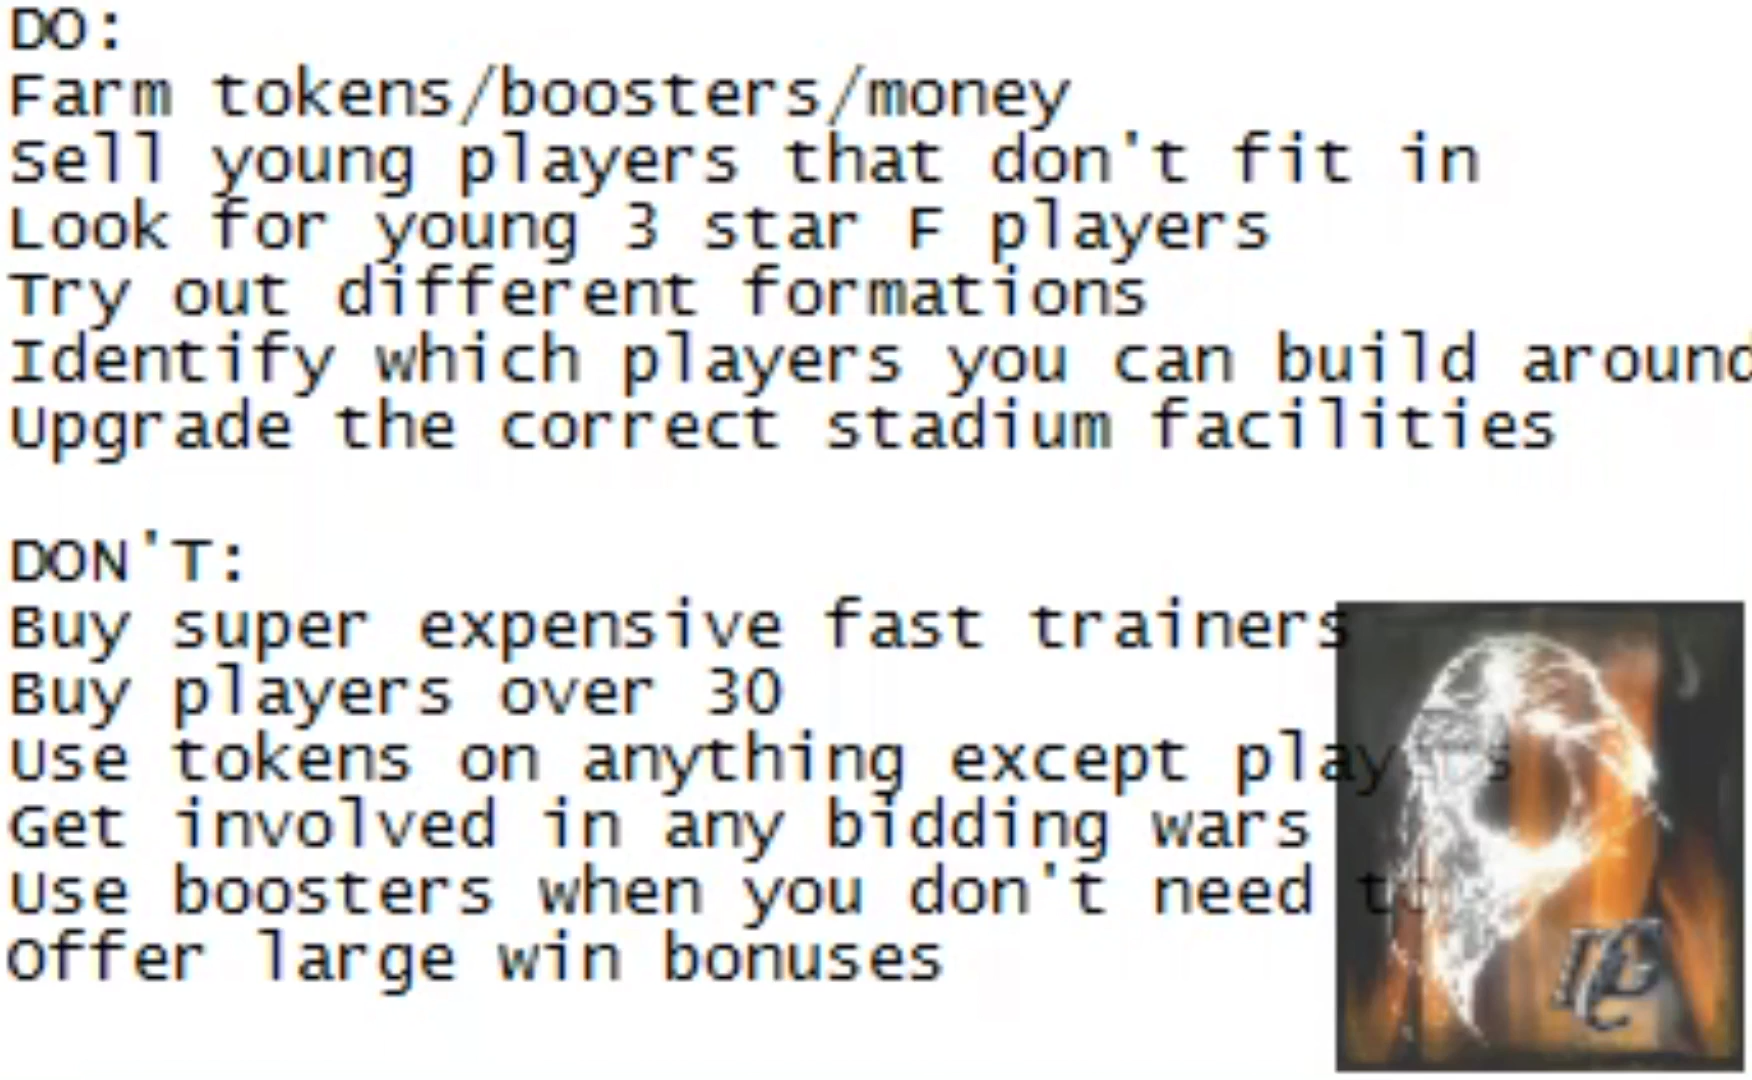 DO:
Farm tokens/boosters/money
Sell young players that don't fit in
Look for young 3 star F players
Try out different formations
Identify which players you can build around
Upgrade the correct stadium facilities
DON'T:
Buy super expensive fast trainers
Buy players over 30
Use tokens on anything except players
Get involved in any bidding wars
Use boosters when you don't need to
Offer large win bonuses